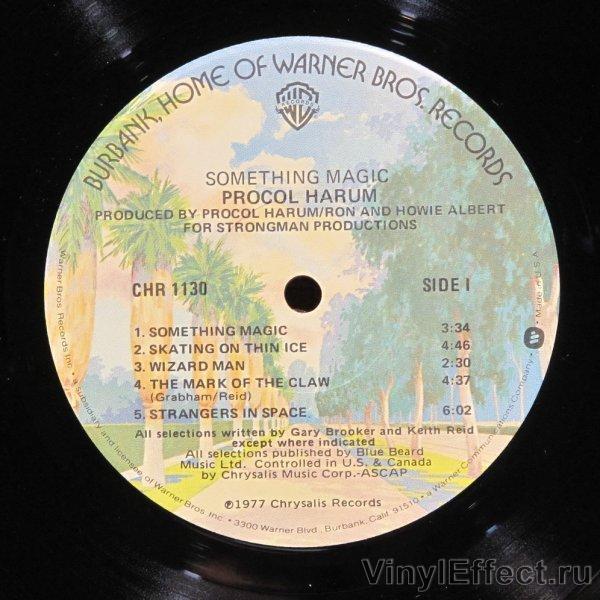 BURBANK, HOME OF WARNER BROS. RECORDS
RECORDS
SOMETHING MAGIC
PROCOL HARUM
PRODUCED BY PROCOL HARUM/RON AND HOWIE ALBERT
FOR STRONGMAN PRODUCTIONS
CHR 1130
SIDE I
1. SOMETHING MAGIC 3:34
2. SKATING ON THIN ICE 4:46
3. WIZARD MAN 2:30
4. THE MARK OF THE CLAW 4:37
(Grabham/Reid)
5. STRANGERS IN SPACE 6:02
All selections written by Gary Brooker and Keith Reid
except where indicated
All selections published by Blue Beard
Music Ltd. Controlled in U.S. & Canada
by Chrysalis Music Corp.-ASCAP
℗1977 Chrysalis Records
Warner Bros. Records Inc. • a subsidiary and licensee of Warner Bros. Inc. • 3300 Warner Blvd., Burbank, Calif. 91510 • a Warner Communications Company. • Made in U.S.A.
VinylEffect.ru